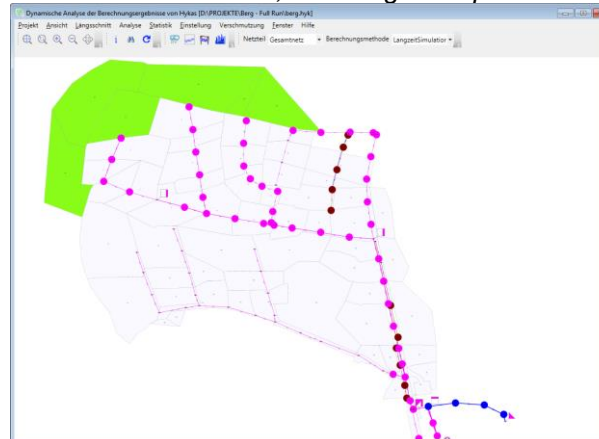 Dynamische Analyse der Berechnungsergebnisse von Hykas [D:\PROJEKTE\Berg - Full Run\berg.hyk]
Projekt Ansicht Längsschnitt Analyse Statistik Einstellung Verschmutzung Fenster Hilfe
Netzteil Gesamtnetz Berechnungsmethode LangzeitSimulation